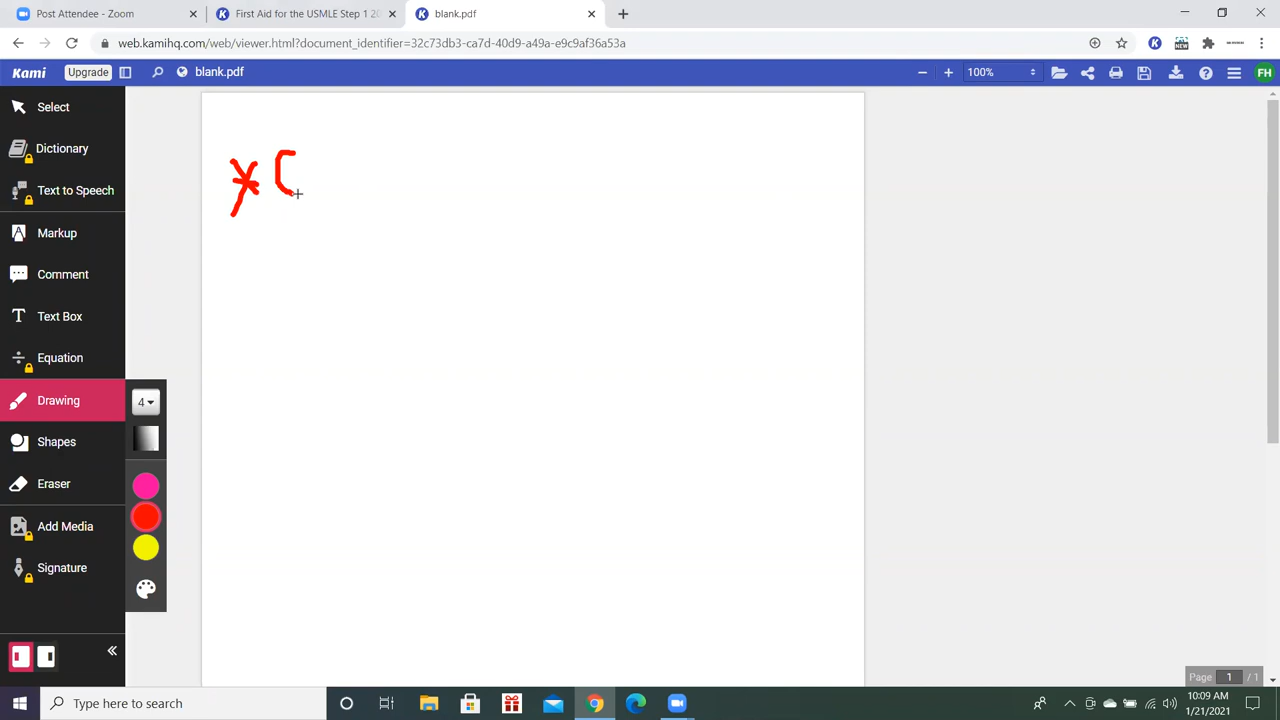 Post Attendee - Zoom
First Aid for the USMLE Step 1 20
blank.pdf
web.kamihq.com/web/viewer.html?document_identifier=32c73db3-ca7d-40d9-a49a-e9c9af36a53a
NEW
Kami
Upgrade
blank.pdf
100%
FH
Select
Dictionary
Text to Speech
Markup
Comment
T Text Box
Equation
Drawing
4
Shapes
Eraser
Add Media
Signature
* C
Page 1 / 1
Type here to search
10:09 AM
1/21/2021